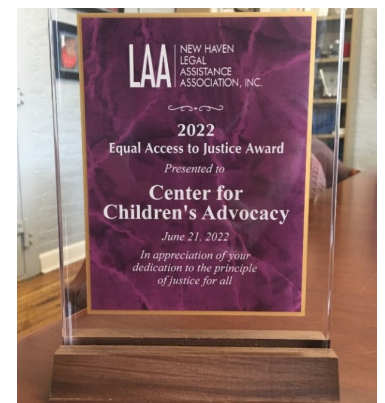 LAA
NEW HAVEN
LEGAL
ASSISTANCE
ASSOCIATION, INC.
2022
Equal Access to Justice Award
Presented to
Center for
Children's Advocacy
June 21, 2022
In appreciation of your
dedication to the principle
of justice for all